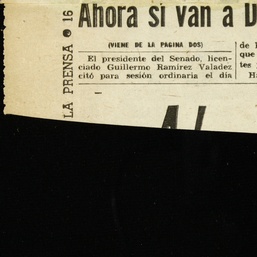 LA PRENSA ● 16
Ahora sí van a D
(VIENE DE LA PAGINA DOS)
El presidente del Senado, licen-
ciado Guillermo Ramírez Valadez
citó para sesión ordinaria el día
de
que
tes
H